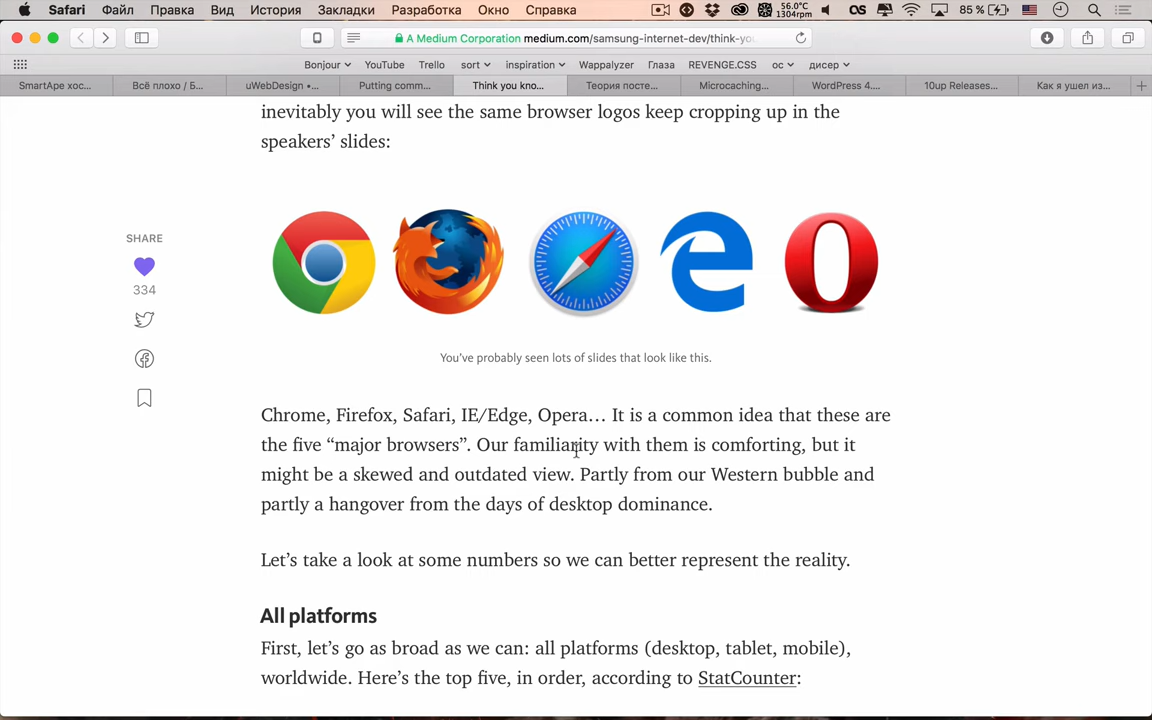 Safari Файл Правка Вид История Закладки Разработка Окно Справка 56.0°C 1304rpm OS 85 %
A Medium Corporation medium.com/samsung-internet-dev/think-yo
Bonjour YouTube Trello sort inspiration Wappalyzer Глаза REVENGE.CSS ос дисер
SmartApe хос... Всё плохо / Б... uWebDesign •... Putting comm... Think you kno... Теория посте... Microcaching... WordPress 4.... 10up Releases... Как я ушел из...
inevitably you will see the same browser logos keep cropping up in the
speakers’ slides:
SHARE
334
You’ve probably seen lots of slides that look like this.
Chrome, Firefox, Safari, IE/Edge, Opera… It is a common idea that these are
the five “major browsers”. Our familiarity with them is comforting, but it
might be a skewed and outdated view. Partly from our Western bubble and
partly a hangover from the days of desktop dominance.
Let’s take a look at some numbers so we can better represent the reality.
All platforms
First, let’s go as broad as we can: all platforms (desktop, tablet, mobile),
worldwide. Here’s the top five, in order, according to StatCounter: